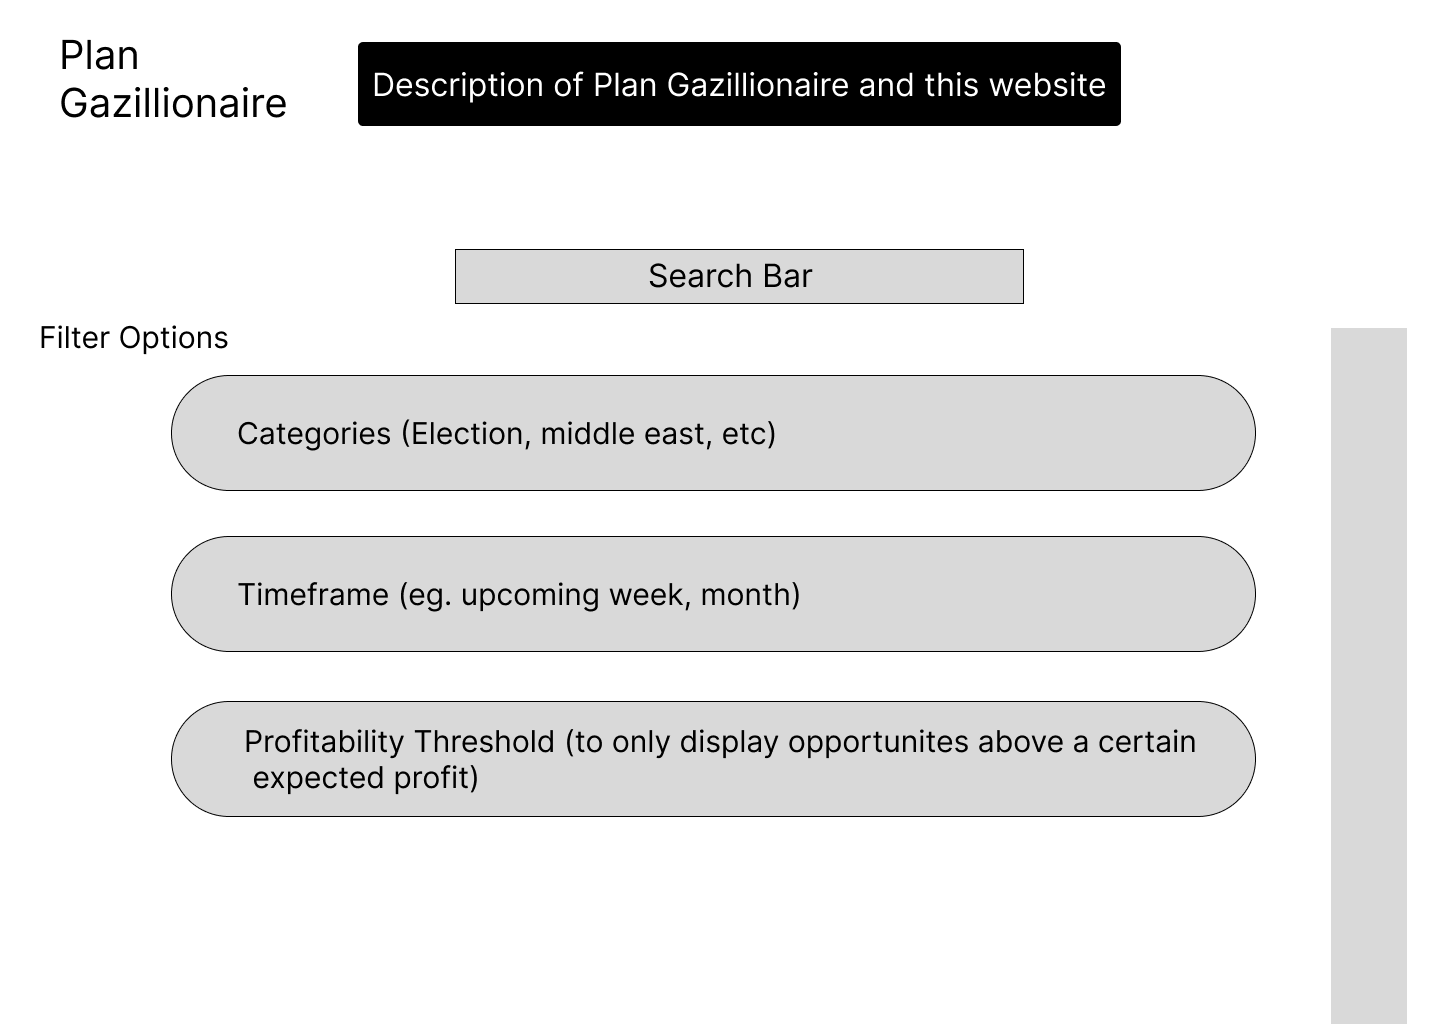 Plan
Gazillionaire
Description of Plan Gazillionaire and this website
Search Bar
Filter Options
Categories (Election, middle east, etc)
Timeframe (eg. upcoming week, month)
Profitability Threshold (to only display opportunites above a certain
expected profit)